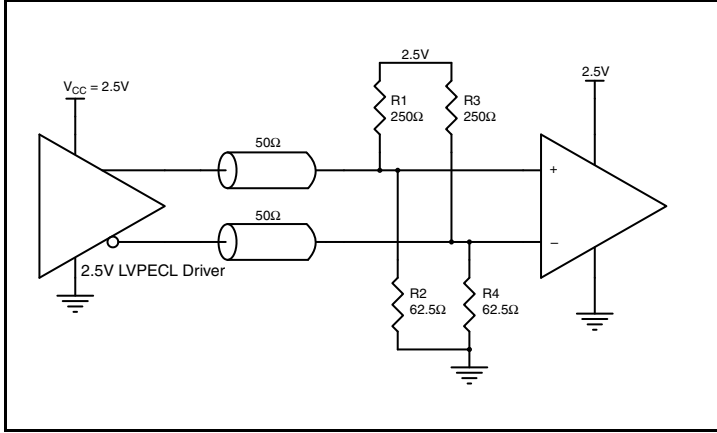 2.5V
V_CC = 2.5V
2.5V
R1
250Ω
R3
250Ω
50Ω
+
50Ω
–
2.5V LVPECL Driver
R2
62.5Ω
R4
62.5Ω